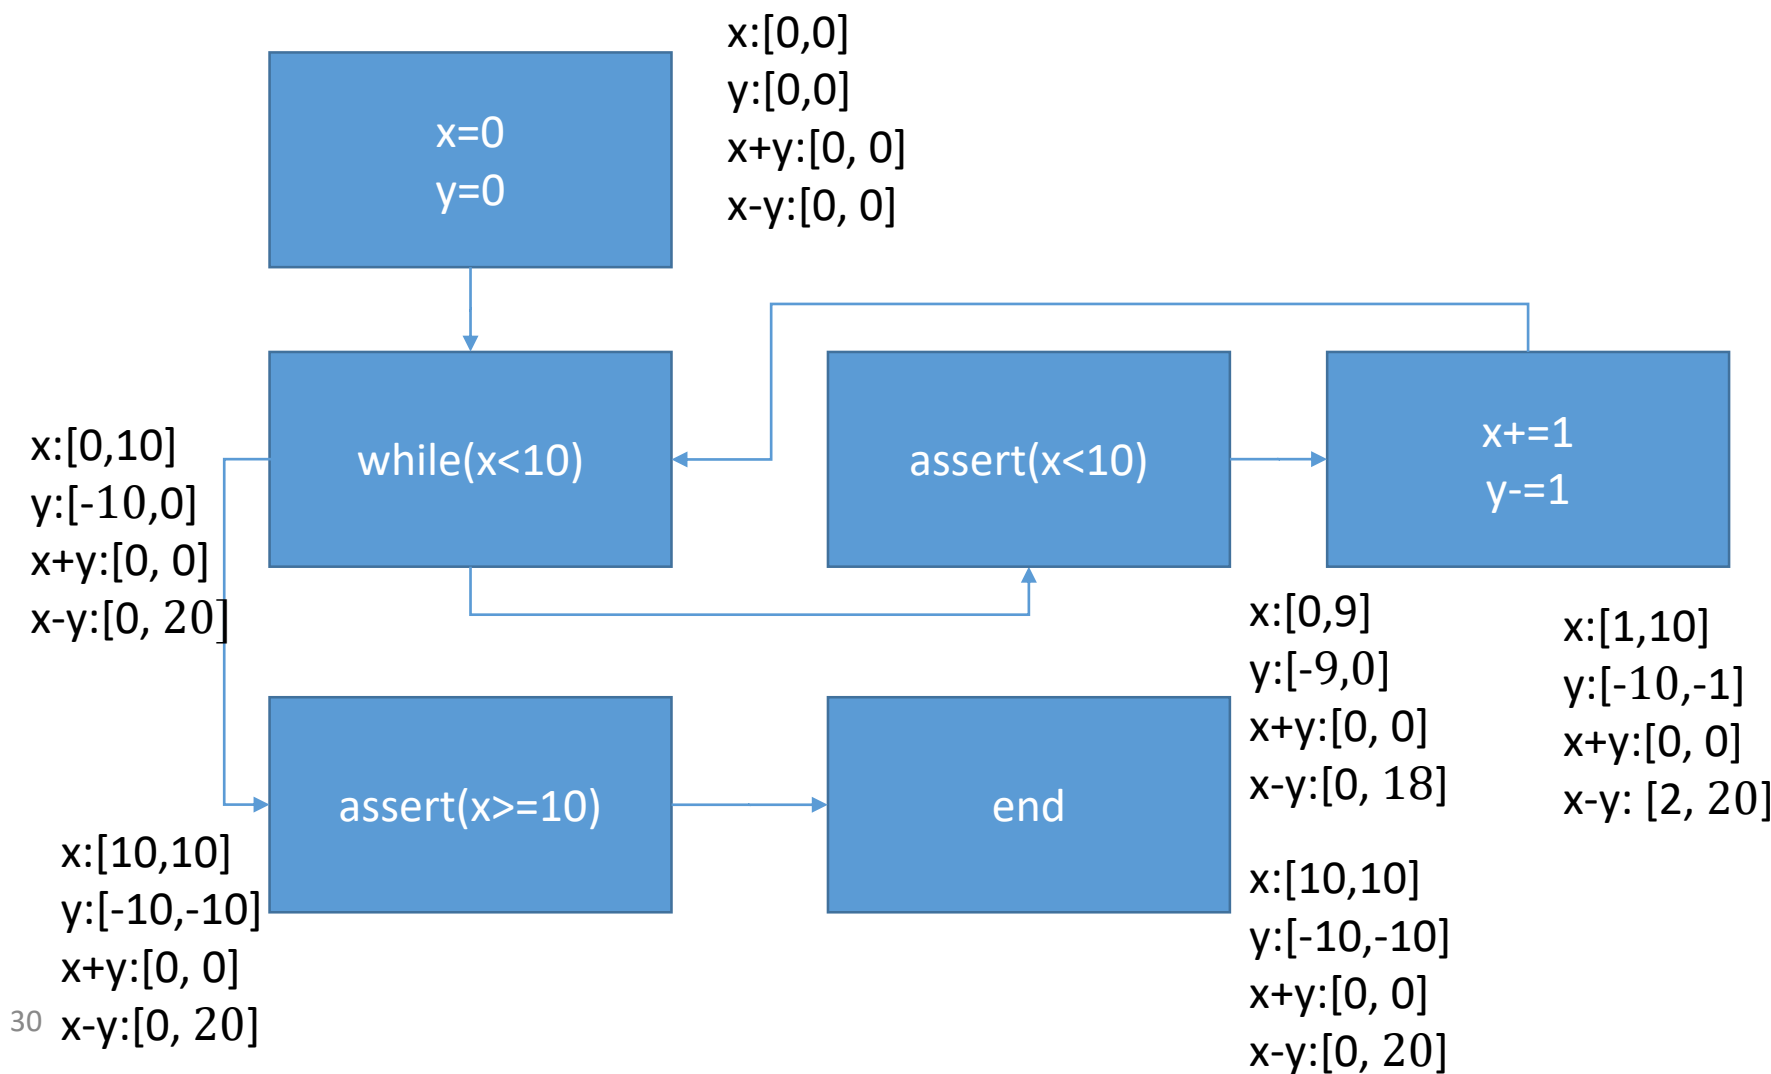 x=0
y=0
x:[0,0]
y:[0,0]
x+y:[0, 0]
x-y:[0, 0]
while(x<10)
assert(x<10)
x+=1
y-=1
x:[0,10]
y:[-10,0]
x+y:[0, 0]
x-y:[0, 20]
x:[0,9]
y:[-9,0]
x+y:[0, 0]
x-y:[0, 18]
x:[1,10]
y:[-10,-1]
x+y:[0, 0]
x-y: [2, 20]
assert(x>=10)
end
x:[10,10]
y:[-10,-10]
x+y:[0, 0]
x-y:[0, 20]
x:[10,10]
y:[-10,-10]
x+y:[0, 0]
x-y:[0, 20]
30